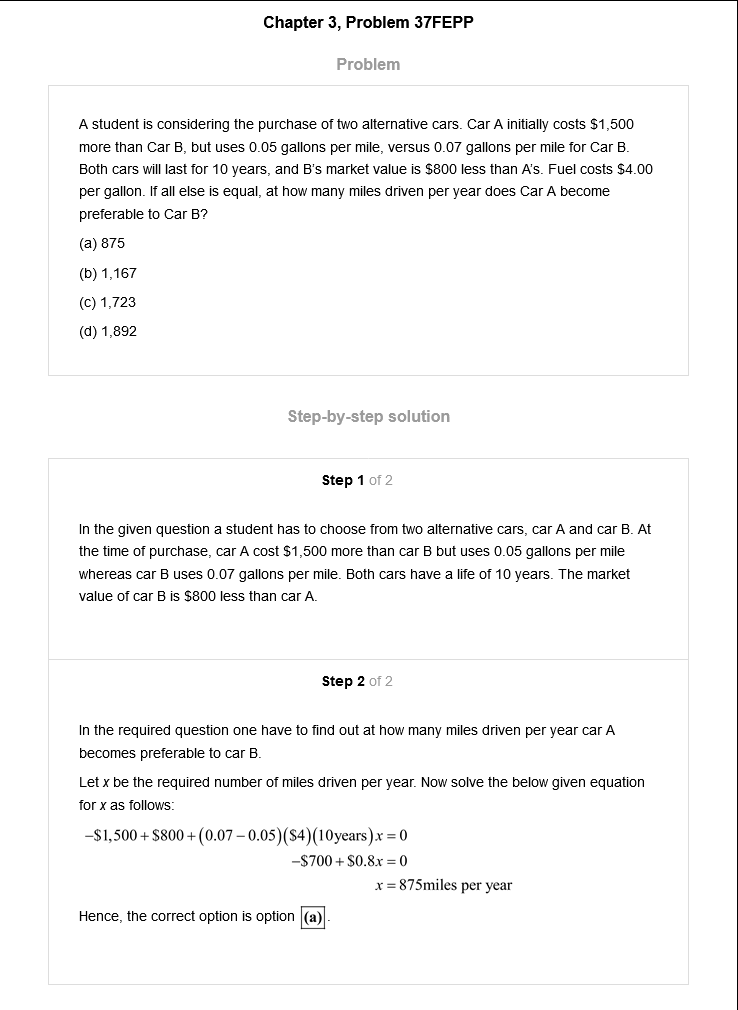 Chapter 3, Problem 37FEPP
Problem
A student is considering the purchase of two alternative cars. Car A initially costs $1,500
more than Car B, but uses 0.05 gallons per mile, versus 0.07 gallons per mile for Car B.
Both cars will last for 10 years, and B's market value is $800 less than A's. Fuel costs $4.00
per gallon. If all else is equal, at how many miles driven per year does Car A become
preferable to Car B?
(a) 875
(b) 1,167
(c) 1,723
(d) 1,892
Step-by-step solution
Step 1 of 2
In the given question a student has to choose from two alternative cars, car A and car B. At
the time of purchase, car A cost $1,500 more than car B but uses 0.05 gallons per mile
whereas car B uses 0.07 gallons per mile. Both cars have a life of 10 years. The market
value of car B is $800 less than car A.
Step 2 of 2
In the required question one have to find out at how many miles driven per year car A
becomes preferable to car B.
Let x be the required number of miles driven per year. Now solve the below given equation
for x as follows:
−$1,500 + $800 + (0.07 − 0.05)($4)(10years)x = 0
−$700 + $0.8x = 0
x = 875miles per year
Hence, the correct option is option (a).